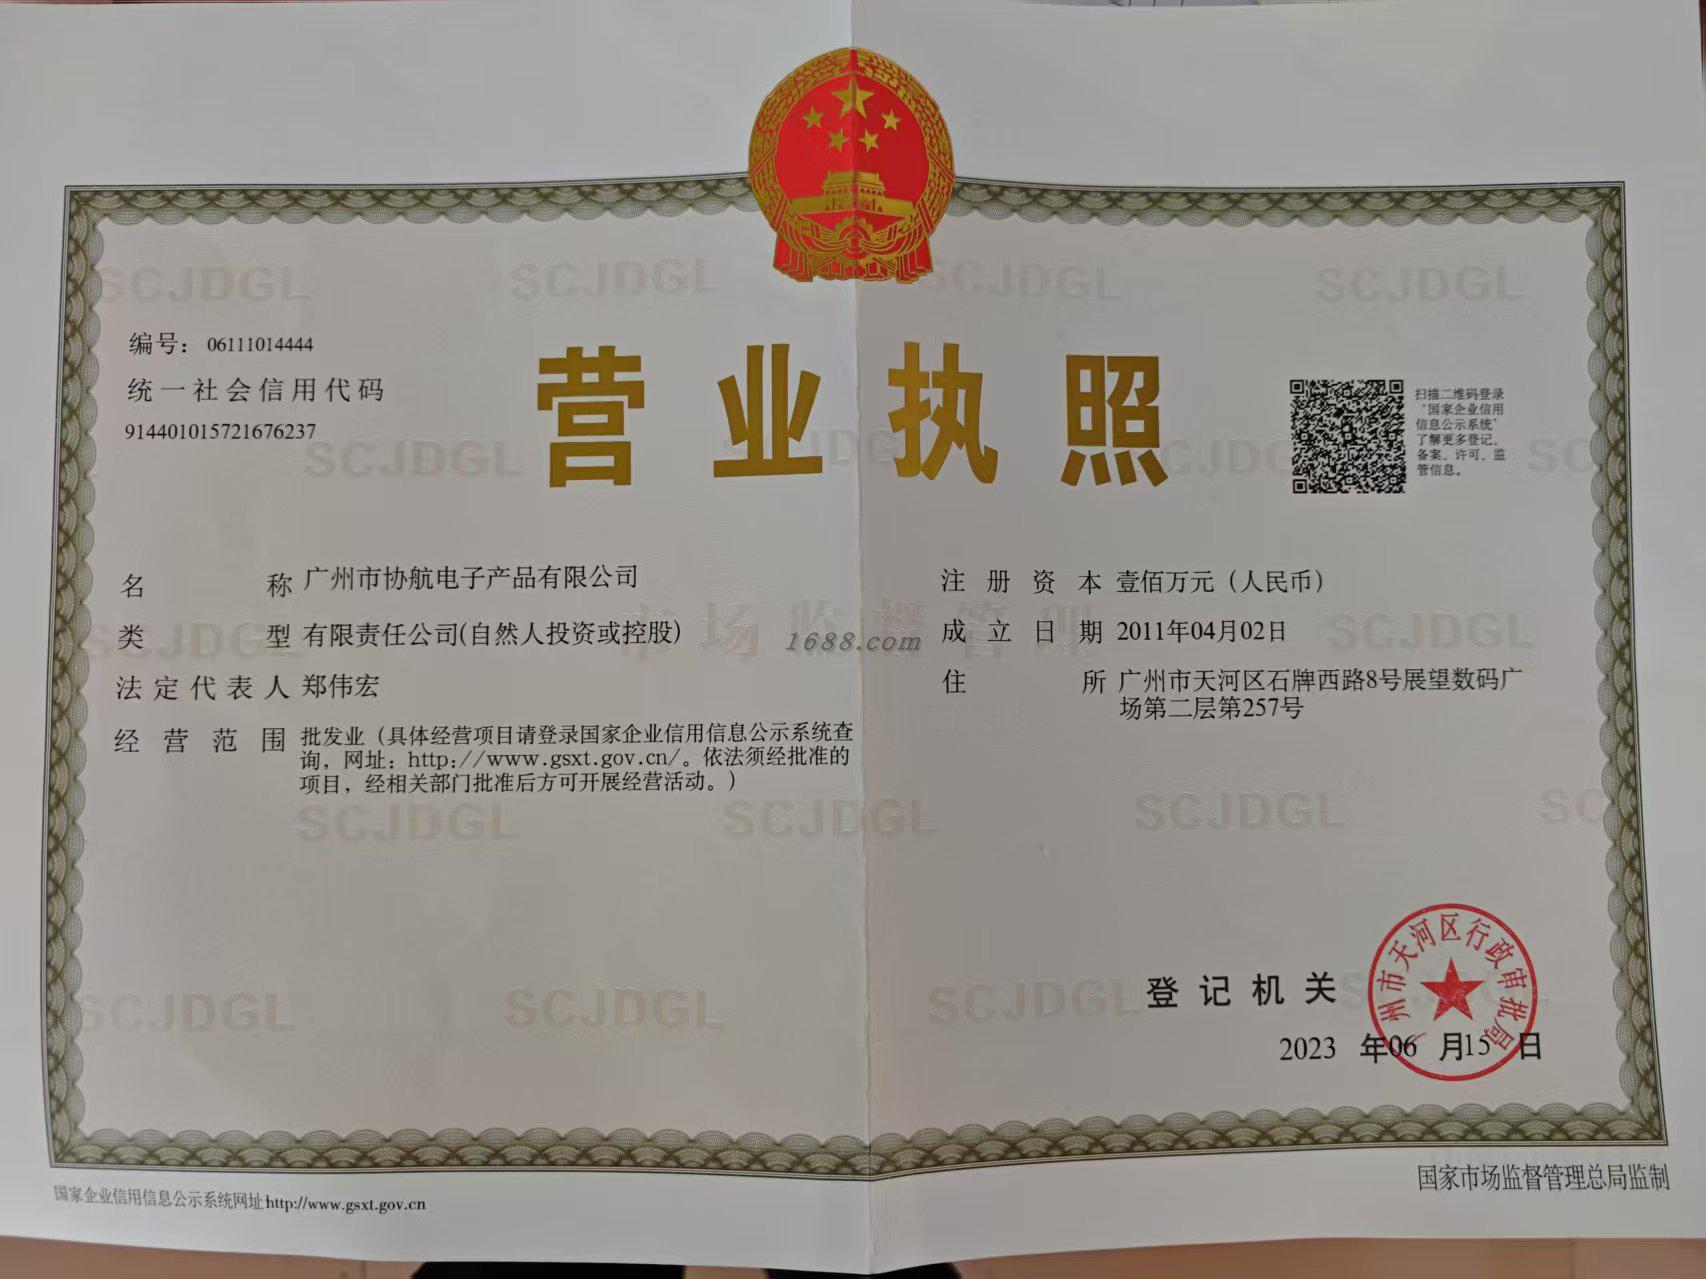 编号：06111014444
统一社会信用代码
914401015721676237
营业执照
扫描二维码登录
“国家企业信用
信息公示系统”
了解更多登记、
备案、许可、监
管信息。
名称 广州市协航电子产品有限公司
类型 有限责任公司(自然人投资或控股)
法定代表人 郑伟宏
经营范围 批发业（具体经营项目请登录国家企业信用信息公示系统查
询，网址：http://www.gsxt.gov.cn/。依法须经批准的
项目，经相关部门批准后方可开展经营活动。）
注册资本 壹佰万元（人民币）
成立日期 2011年04月02日
住所 广州市天河区石牌西路8号展望数码广
场第二层第257号
1688.com
市场监督管理
SCJDGL
登记机关
州市天河区行政审批局
2023 年06 月15 日
国家企业信用信息公示系统网址http://www.gsxt.gov.cn
国家市场监督管理总局监制